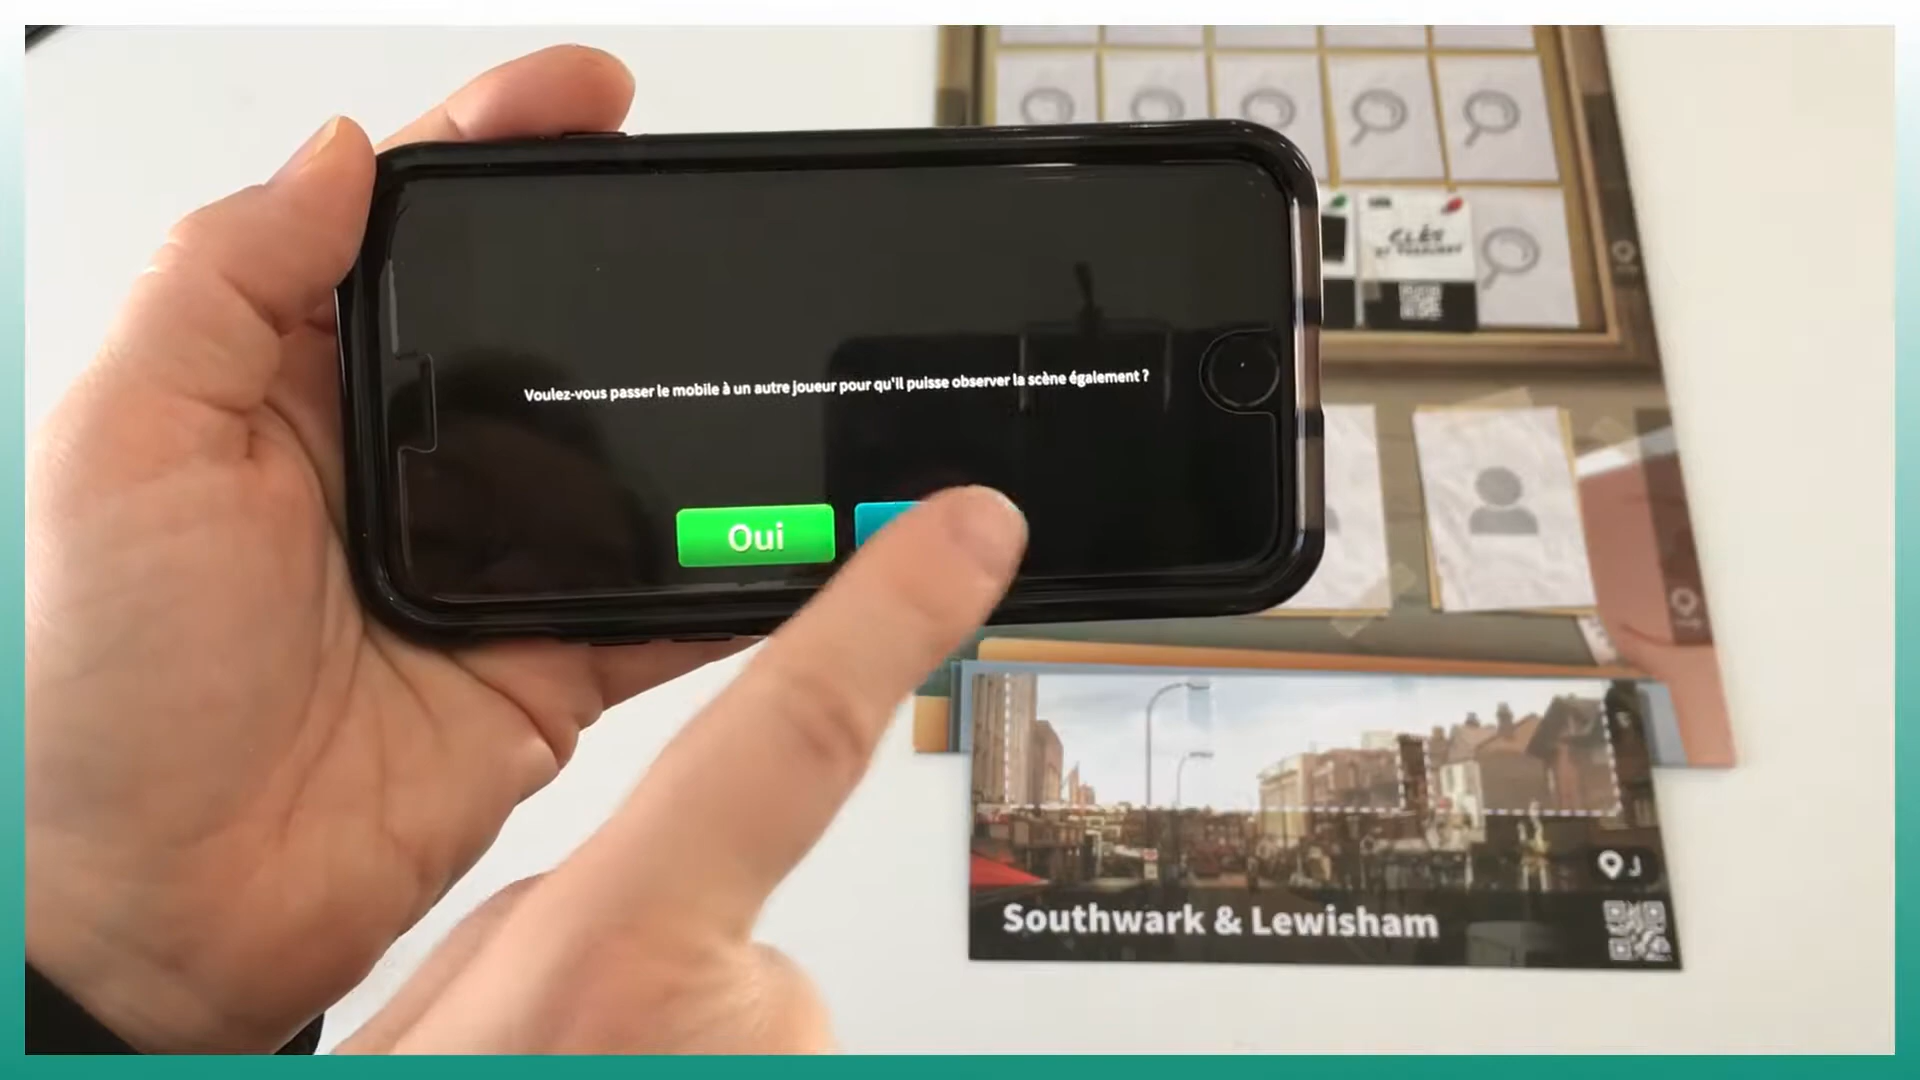 CLÉS
Voulez-vous passer le mobile à un autre joueur pour qu'il puisse observer la scène également ?
Oui
J
Southwark & Lewisham